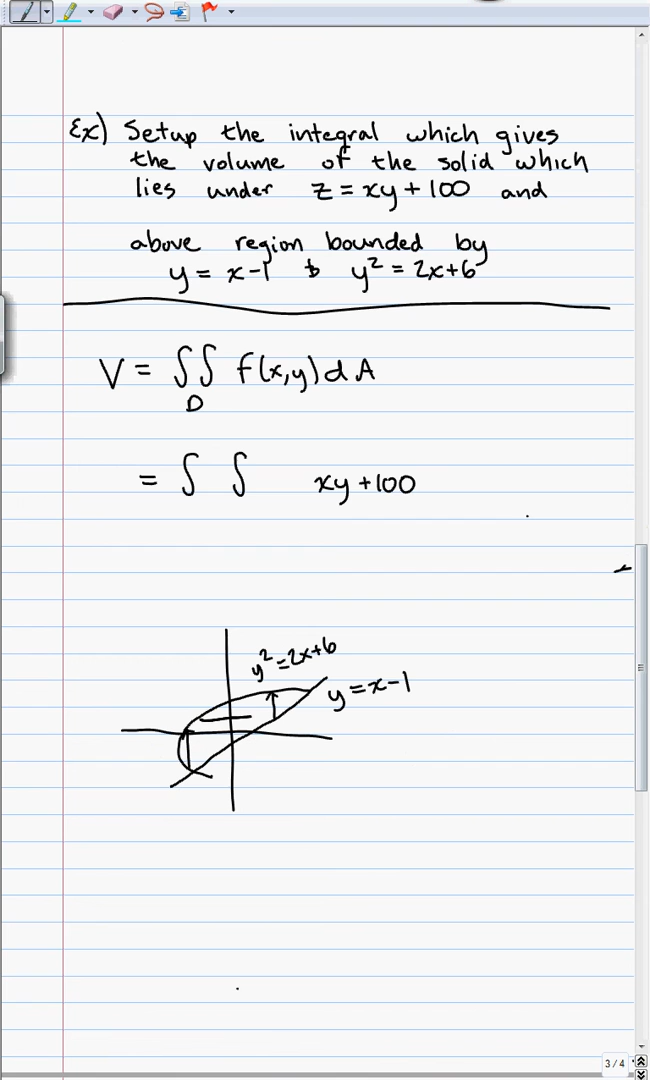 Ex) Setup the integral which gives
the volume of the solid which
lies under z = xy + 100 and
above region bounded by
y = x-1 & y² = 2x+6
V = ∫∫ f(x,y) dA
D
= ∫ ∫ xy + 100
y² = 2x+6
y = x-1
3 / 4